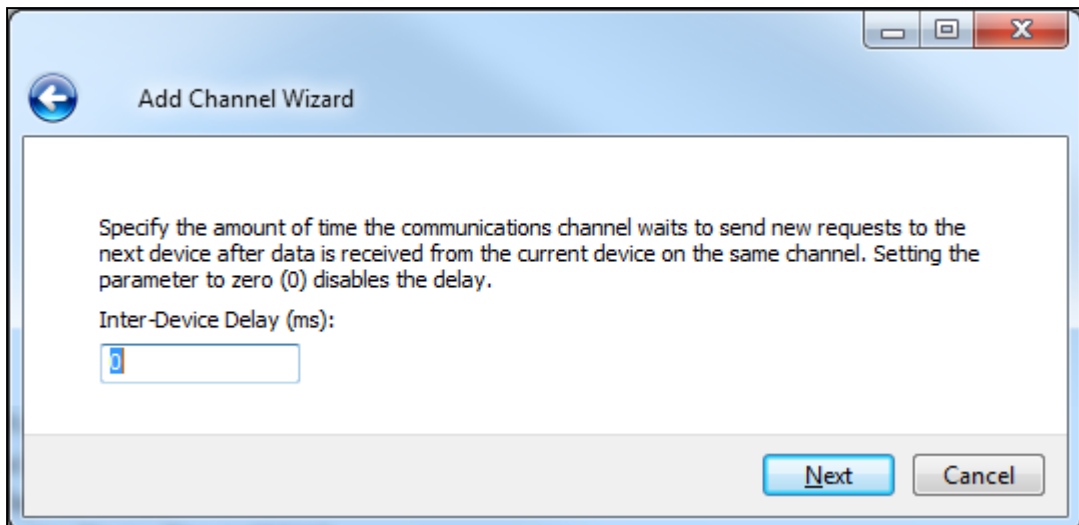 Add Channel Wizard
Specify the amount of time the communications channel waits to send new requests to the
next device after data is received from the current device on the same channel. Setting the
parameter to zero (0) disables the delay.
Inter-Device Delay (ms):
0
Next Cancel